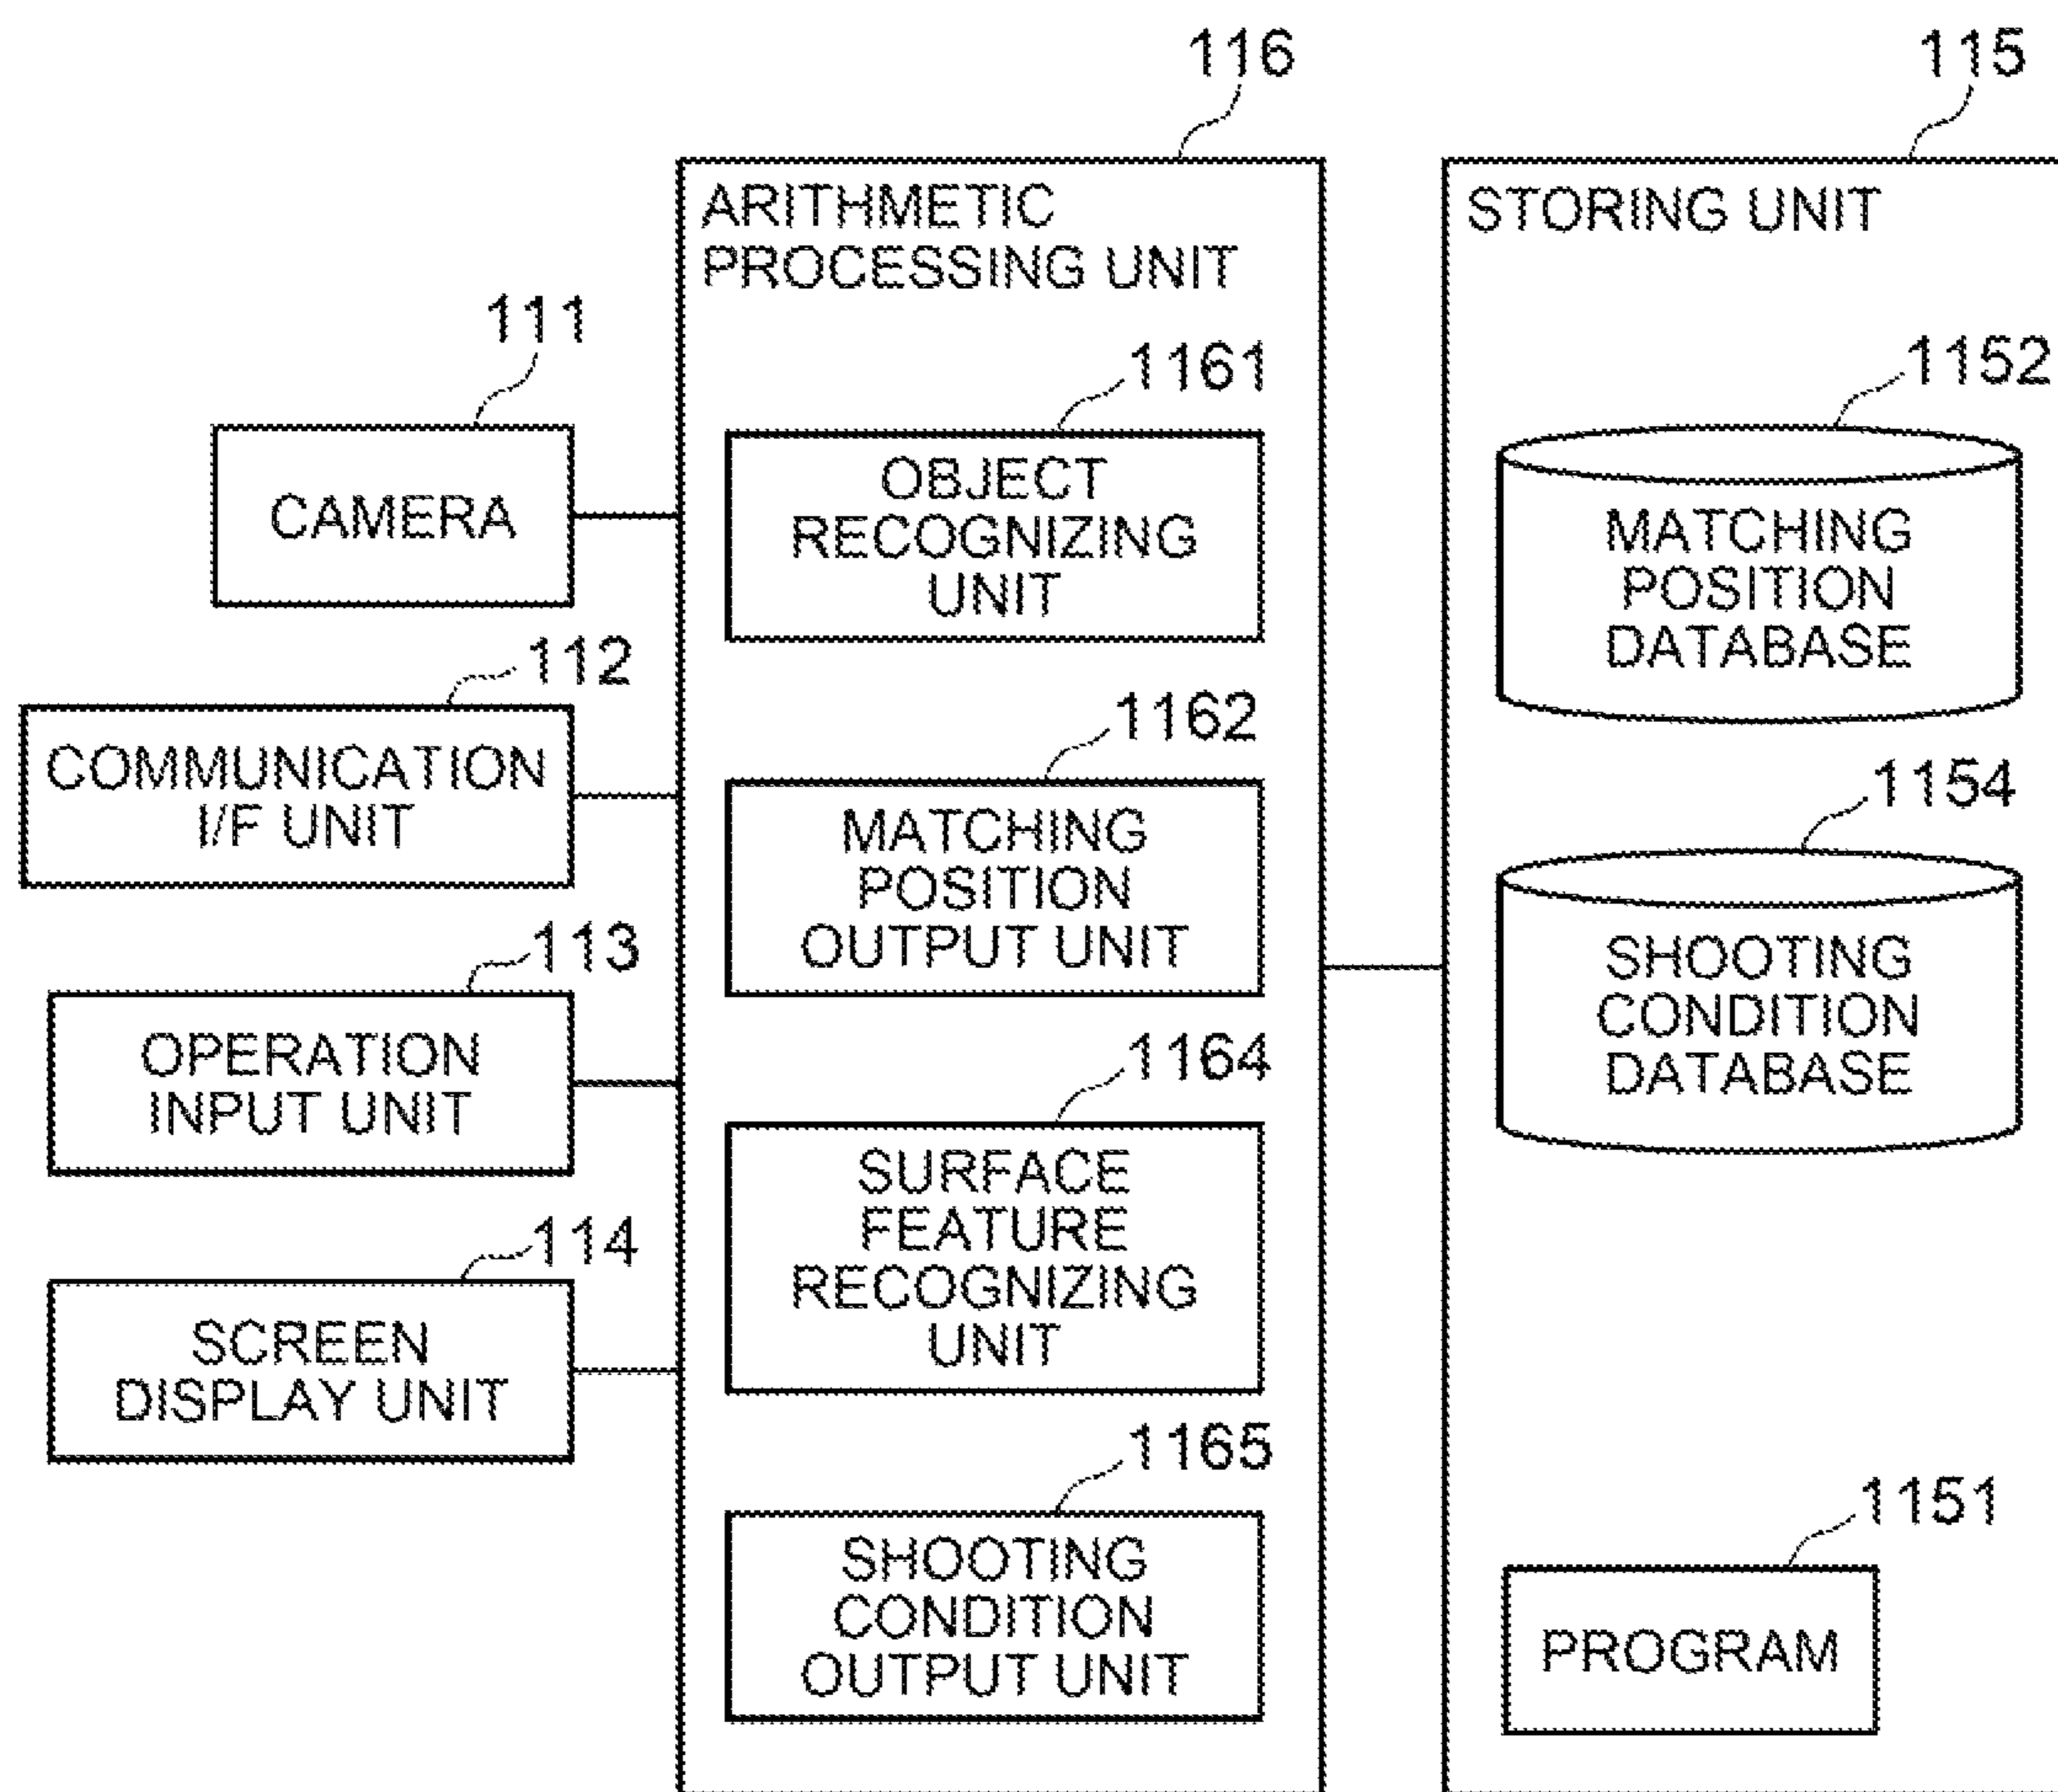 116
115
ARITHMETIC
PROCESSING UNIT
STORING UNIT
111
1161
1152
CAMERA
OBJECT
RECOGNIZING
UNIT
MATCHING
POSITION
DATABASE
112
1162
COMMUNICATION
I/F UNIT
MATCHING
POSITION
OUTPUT UNIT
1154
113
OPERATION
INPUT UNIT
SHOOTING
CONDITION
DATABASE
1164
114
SURFACE
FEATURE
RECOGNIZING
UNIT
SCREEN
DISPLAY UNIT
1165
1151
SHOOTING
CONDITION
OUTPUT UNIT
PROGRAM